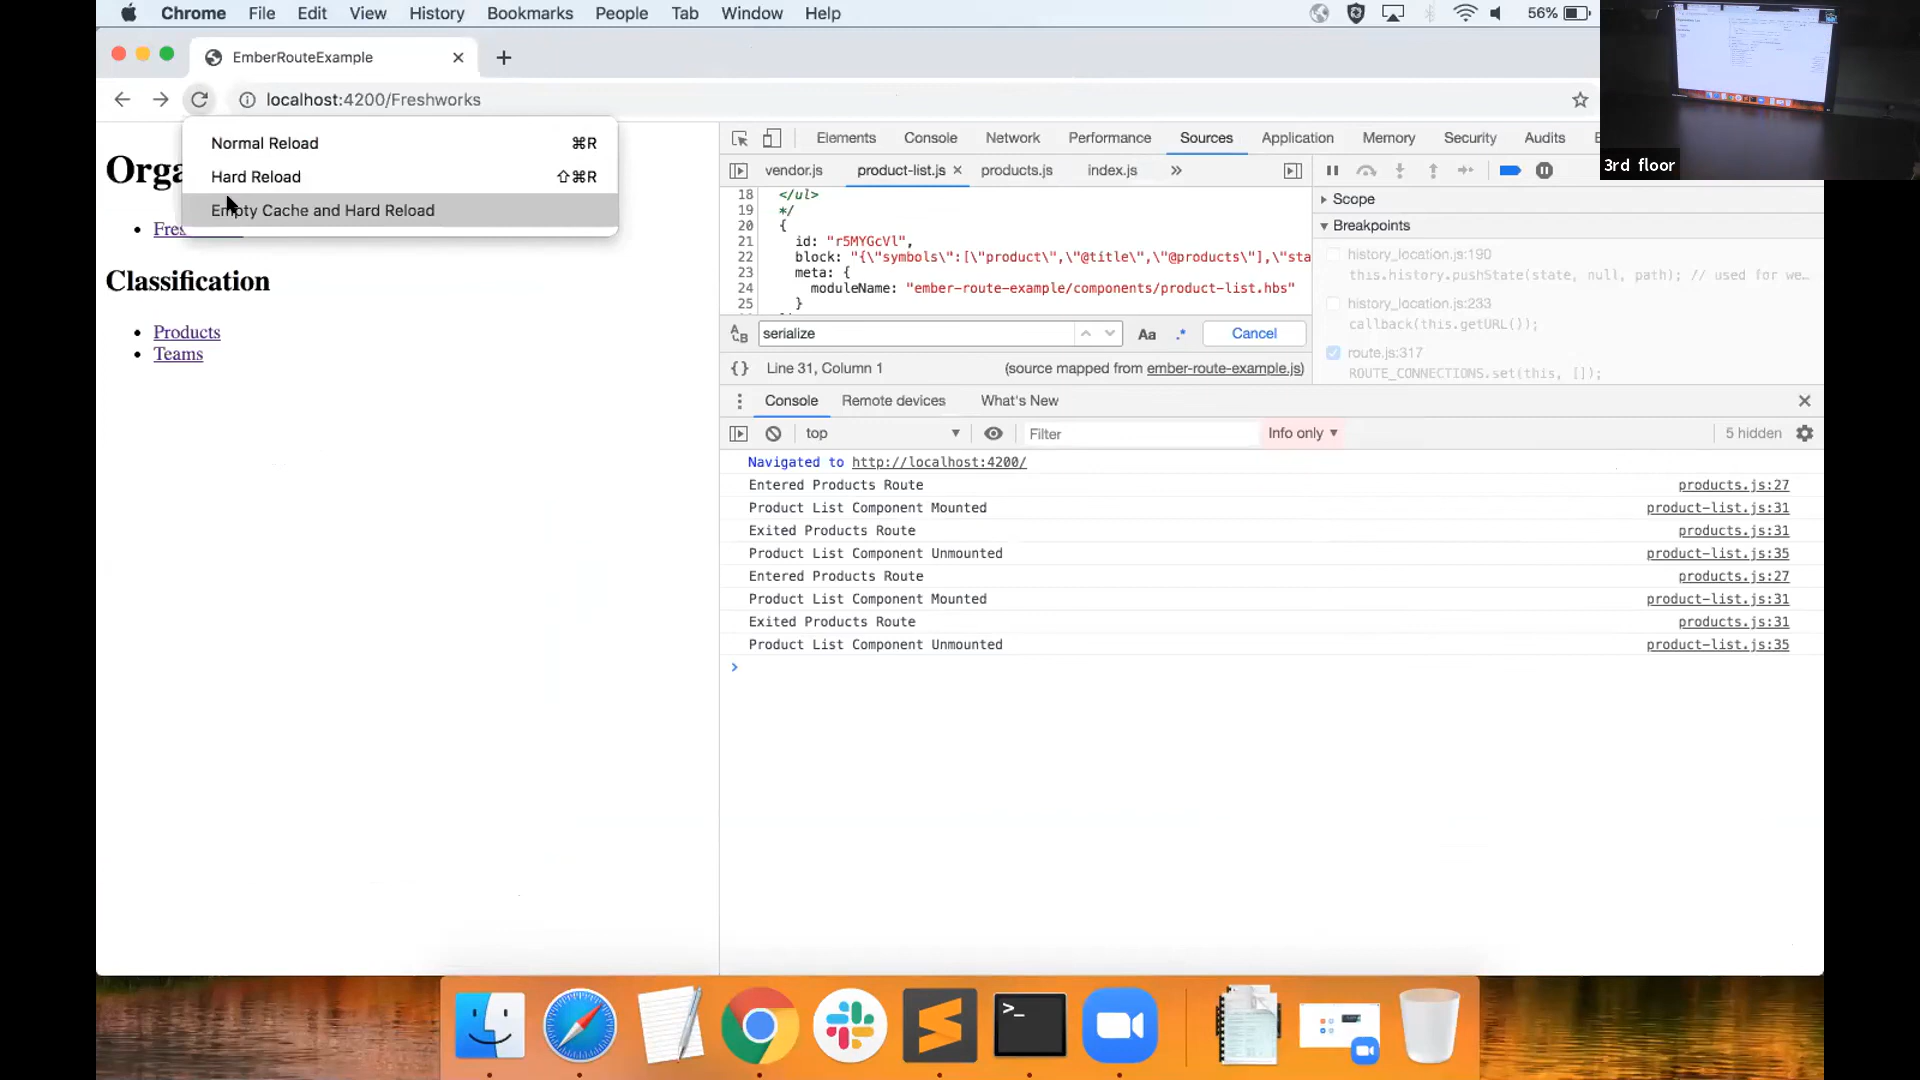 Chrome File Edit View History Bookmarks People Tab Window Help 56%
3rd floor
EmberRouteExample
localhost:4200/Freshworks
Normal Reload ⌘R
Hard Reload ⇧⌘R
Empty Cache and Hard Reload
Classification
Products
Teams
Elements Console Network Performance Sources Application Memory Security Audits
vendor.js product-list.js products.js index.js »
18 </ul>
19 */
20 {
21 id: "r5MYGcVl",
22 block: "{\"symbols\":[\"product\",\"@title\",\"@products\"],\"sta
23 meta: {
24 moduleName: "ember-route-example/components/product-list.hbs"
25 }
serialize Aa .* Cancel
{} Line 31, Column 1 (source mapped from ember-route-example.js)
Scope
Breakpoints
history_location.js:190
this.history.pushState(state, null, path); // used for we…
history_location.js:233
callback(this.getURL());
route.js:317
ROUTE_CONNECTIONS.set(this, []);
Console Remote devices What's New
top Filter Info only 5 hidden
Navigated to http://localhost:4200/
Entered Products Route products.js:27
Product List Component Mounted product-list.js:31
Exited Products Route products.js:31
Product List Component Unmounted product-list.js:35
Entered Products Route products.js:27
Product List Component Mounted product-list.js:31
Exited Products Route products.js:31
Product List Component Unmounted product-list.js:35
>